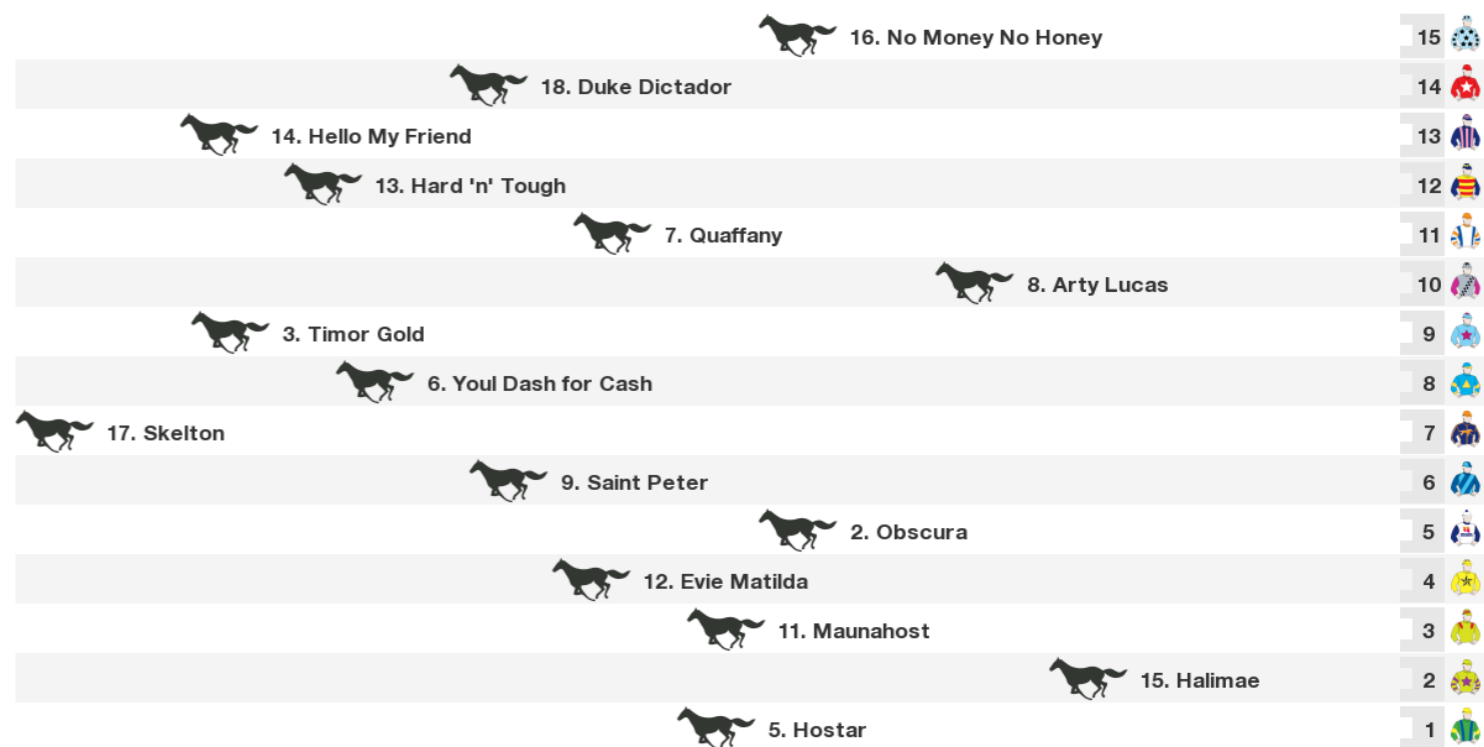 16. No Money No Honey 15
18. Duke Dictador 14
14. Hello My Friend 13
13. Hard 'n' Tough 12
7. Quaffany 11
8. Arty Lucas 10
3. Timor Gold 9
6. Youl Dash for Cash 8
17. Skelton 7
9. Saint Peter 6
2. Obscura 5
12. Evie Matilda 4
11. Maunahost 3
15. Halimae 2
5. Hostar 1